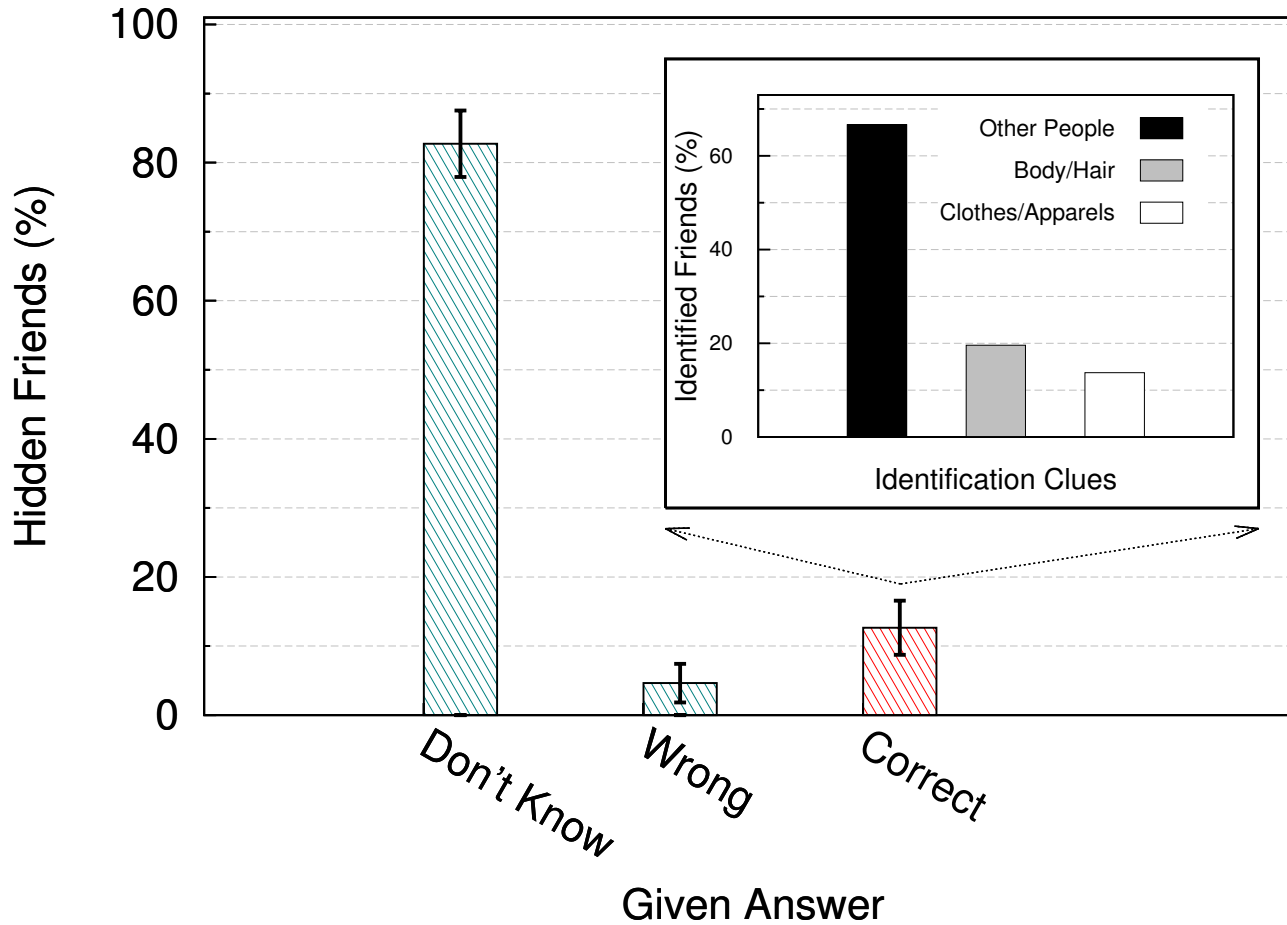 Hidden Friends (%)
100
80
60
40
20
0
Don't Know
Wrong
Correct
Given Answer
Identified Friends (%)
60
40
20
0
Other People
Body/Hair
Clothes/Apparels
Identification Clues